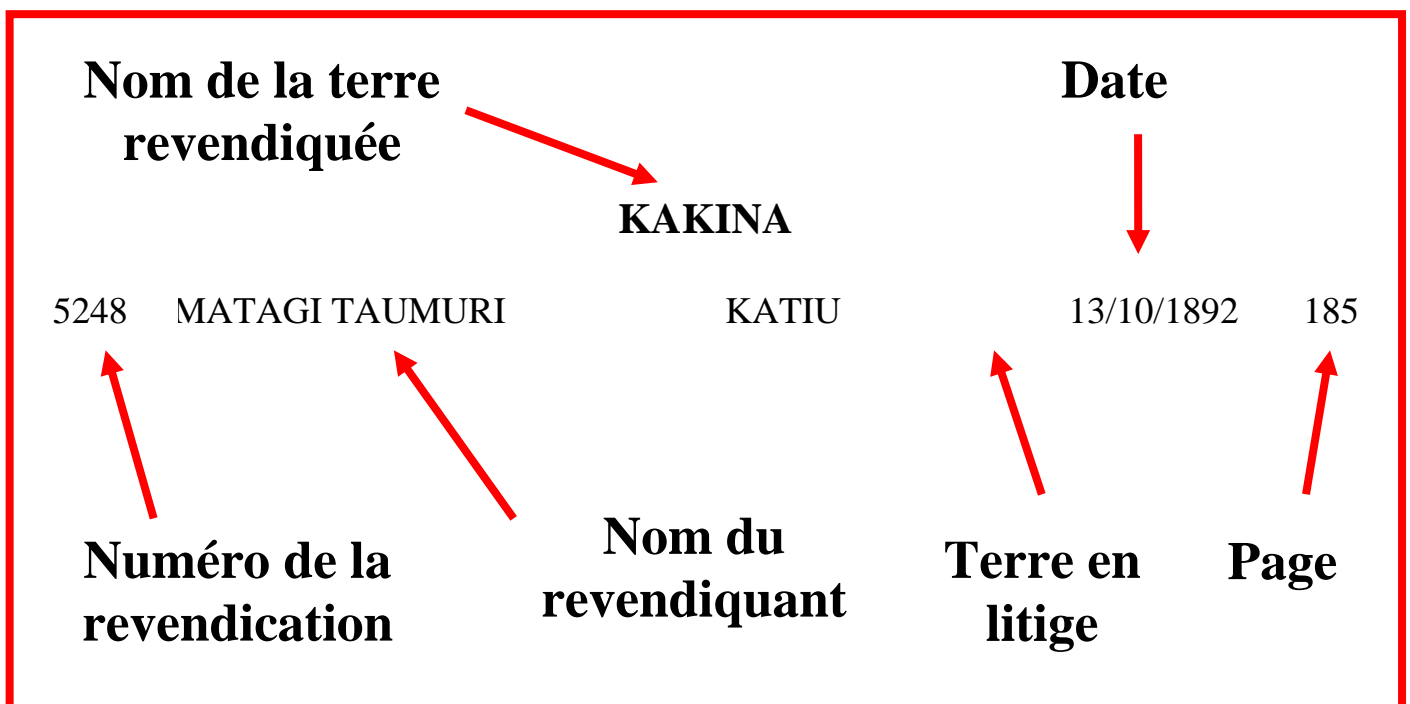 Nom de la terre
revendiquée
Date
KAKINA
5248 MATAGI TAUMURI KATIU 13/10/1892 185
Numéro de la
revendication
Nom du
revendiquant
Terre en
litige
Page